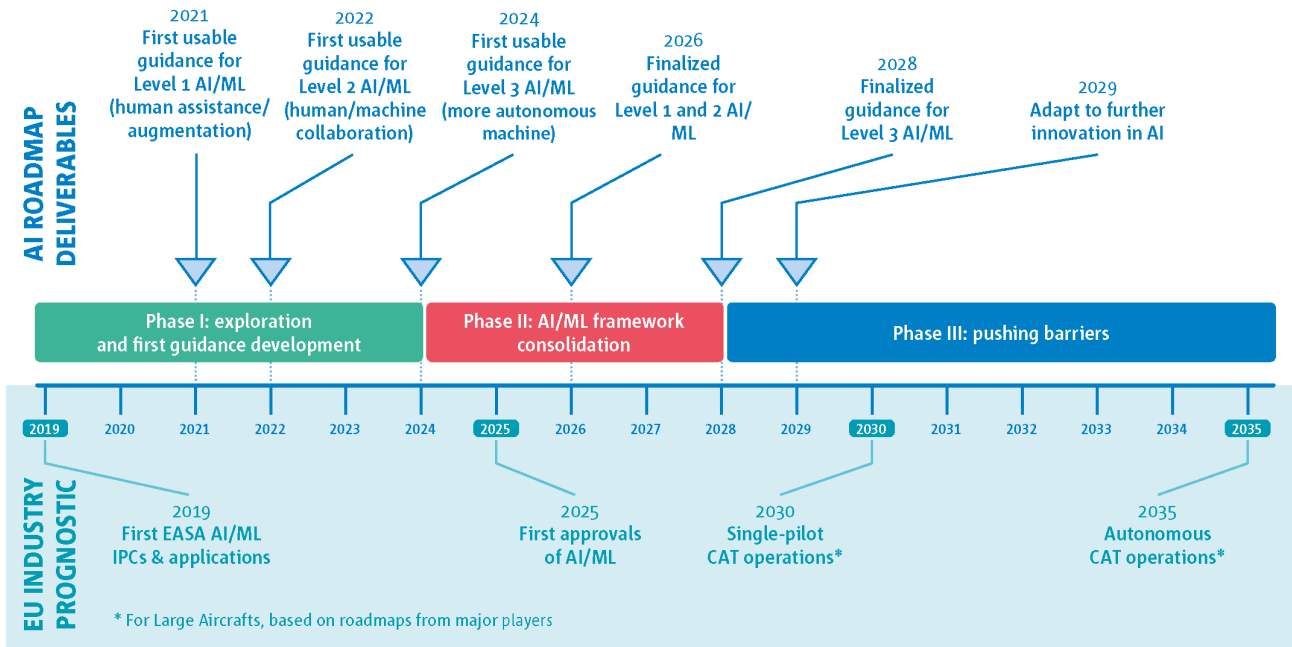 AI ROADMAP
DELIVERABLES
2021
First usable
guidance for
Level 1 AI/ML
(human assistance/
augmentation)
2022
First usable
guidance for
Level 2 AI/ML
(human/machine
collaboration)
2024
First usable
guidance for
Level 3 AI/ML
(more autonomous
machine)
2026
Finalized
guidance for
Level 1 and 2 AI/
ML
2028
Finalized
guidance for
Level 3 AI/ML
2029
Adapt to further
innovation in AI
Phase I: exploration
and first guidance development
Phase II: AI/ML framework
consolidation
Phase III: pushing barriers
2019 2020 2021 2022 2023 2024 2025 2026 2027 2028 2029 2030 2031 2032 2033 2034 2035
EU INDUSTRY
PROGNOSTIC
2019
First EASA AI/ML
IPCs & applications
2025
First approvals
of AI/ML
2030
Single-pilot
CAT operations*
2035
Autonomous
CAT operations*
* For Large Aircrafts, based on roadmaps from major players